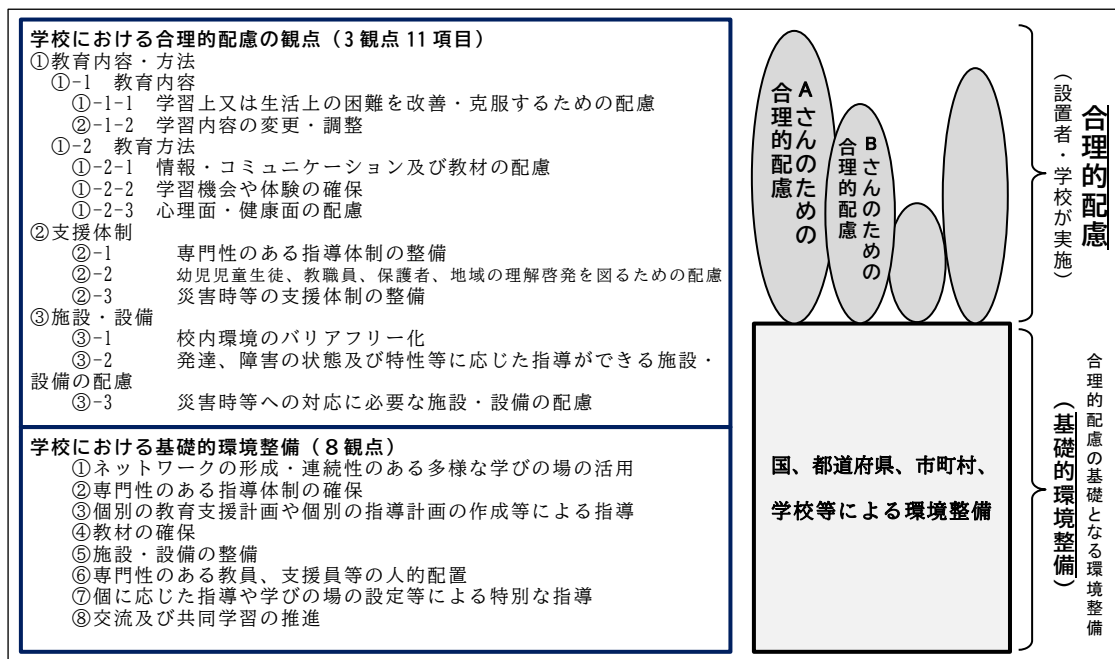 学校における合理的配慮の観点（3 観点 11 項目）
①教育内容・方法
①-1 教育内容
①-1-1 学習上又は生活上の困難を改善・克服するための配慮
②-1-2 学習内容の変更・調整
①-2 教育方法
①-2-1 情報・コミュニケーション及び教材の配慮
①-2-2 学習機会や体験の確保
①-2-3 心理面・健康面の配慮
②支援体制
②-1 専門性のある指導体制の整備
②-2 幼児児童生徒、教職員、保護者、地域の理解啓発を図るための配慮
②-3 災害時等の支援体制の整備
③施設・設備
③-1 校内環境のバリアフリー化
③-2 発達、障害の状態及び特性等に応じた指導ができる施設・
設備の配慮
③-3 災害時等への対応に必要な施設・設備の配慮
学校における基礎的環境整備（８観点）
①ネットワークの形成・連続性のある多様な学びの場の活用
②専門性のある指導体制の確保
③個別の教育支援計画や個別の指導計画の作成等による指導
④教材の確保
⑤施設・設備の整備
⑥専門性のある教員、支援員等の人的配置
⑦個に応じた指導や学びの場の設定等による特別な指導
⑧交流及び共同学習の推進
Ａさんのための
合理的配慮
Ｂさんのための
合理的配慮
合理的配慮
（設置者・学校が実施）
国、都道府県、市町村、
学校等による環境整備
合理的配慮の基礎となる環境整備
（基礎的環境整備）